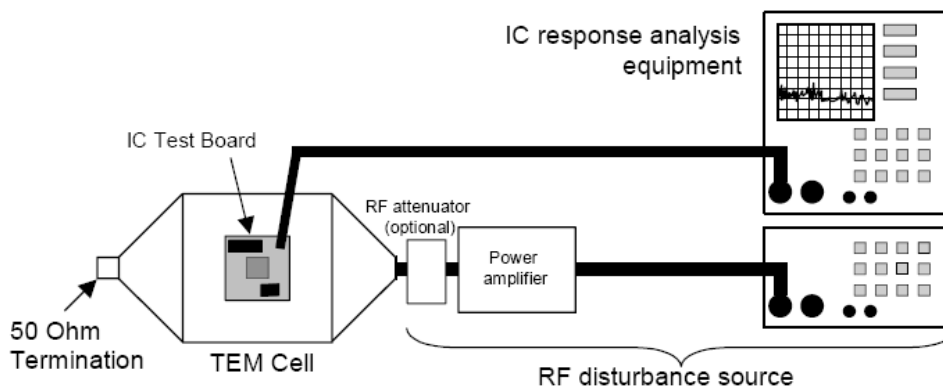 IC response analysis
equipment
IC Test Board
RF attenuator
(optional)
Power
amplifier
50 Ohm
Termination
TEM Cell
RF disturbance source